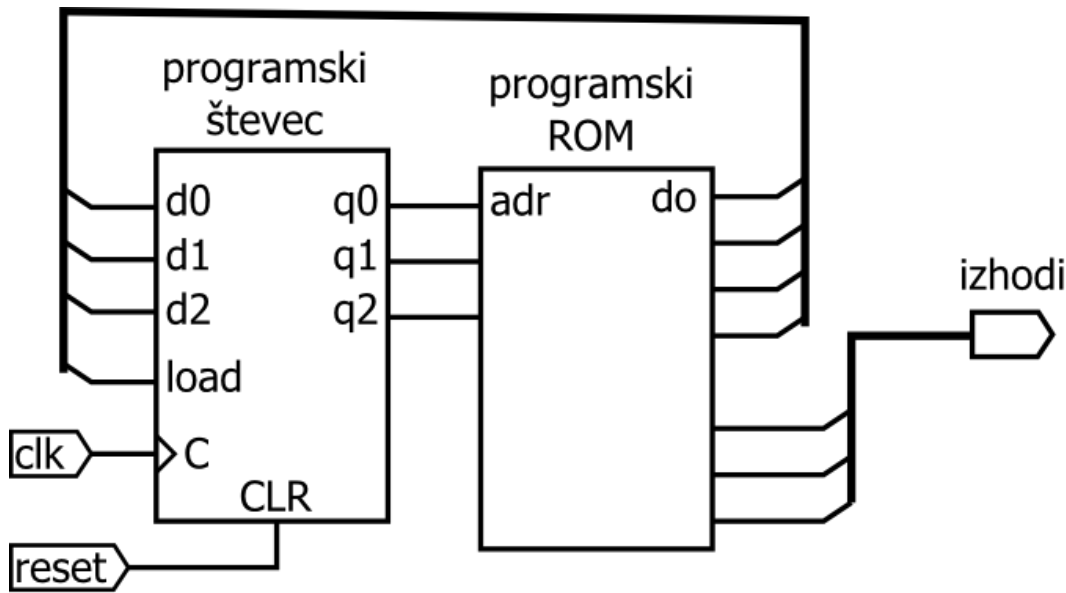 programski
števec
programski
ROM
d0
q0
adr
do
d1
q1
d2
q2
izhodi
load
clk
C
CLR
reset